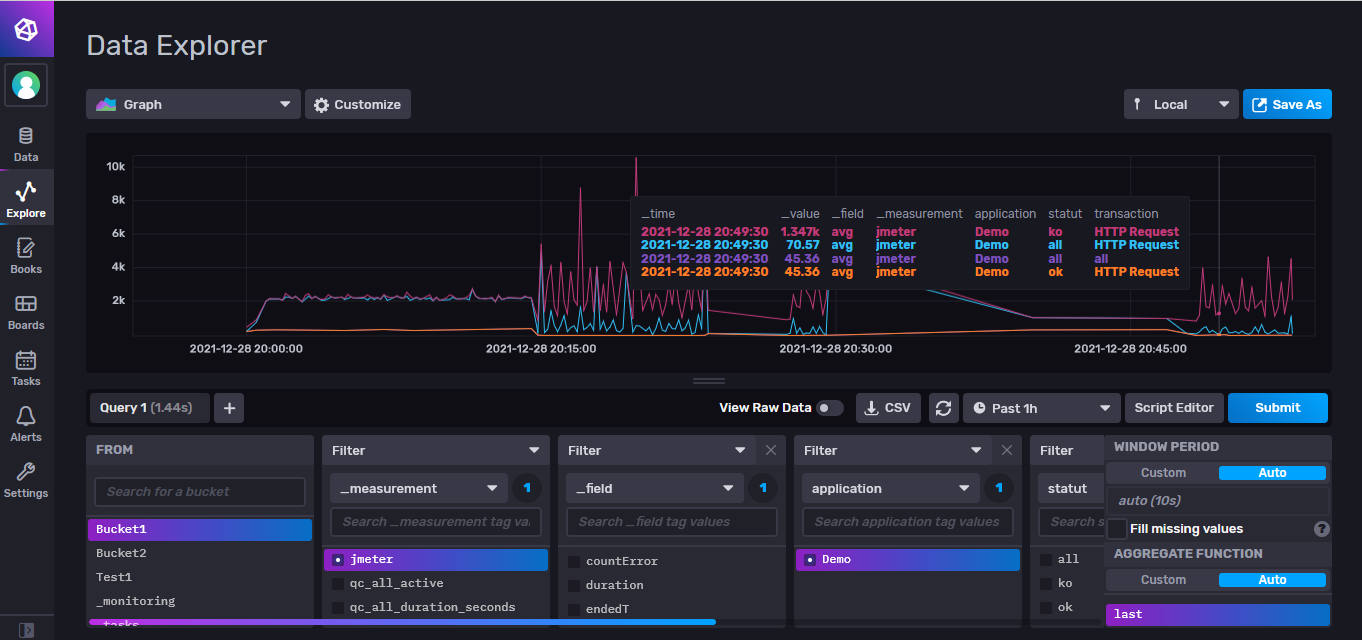 Data Explorer
Graph
Customize
Local
Save As
Data
Explore
Books
Boards
Tasks
Alerts
Settings
10k
8k
6k
4k
2k
_time _value _field _measurement application statut transaction
2021-12-28 20:49:30 1.347k avg jmeter Demo ko HTTP Request
2021-12-28 20:49:30 70.57 avg jmeter Demo all HTTP Request
2021-12-28 20:49:30 45.36 avg jmeter Demo all all
2021-12-28 20:49:30 45.36 avg jmeter Demo ok HTTP Request
2021-12-28 20:00:00 2021-12-28 20:15:00 2021-12-28 20:30:00 2021-12-28 20:45:00
Query 1 (1.44s)
+
View Raw Data
CSV
Past 1h
Script Editor
Submit
FROM
Search for a bucket
Bucket1
Bucket2
Test1
_monitoring
_tasks
Filter
_measurement
1
Search _measurement tag va
jmeter
qc_all_active
qc_all_duration_seconds
Filter
_field
1
Search _field tag values
countError
duration
endedT
Filter
application
1
Search application tag values
Demo
Filter
statut
Search s
all
ko
ok
WINDOW PERIOD
Custom Auto
auto (10s)
Fill missing values ?
AGGREGATE FUNCTION
Custom Auto
last